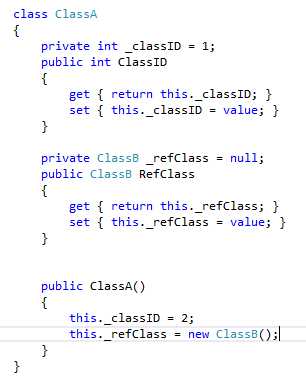 class ClassA
{
    private int _classID = 1;
    public int ClassID
    {
        get { return this._classID; }
        set { this._classID = value; }
    }

    private ClassB _refClass = null;
    public ClassB RefClass
    {
        get { return this._refClass; }
        set { this._refClass = value; }
    }


    public ClassA()
    {
        this._classID = 2;
        this._refClass = new ClassB();
    }
}